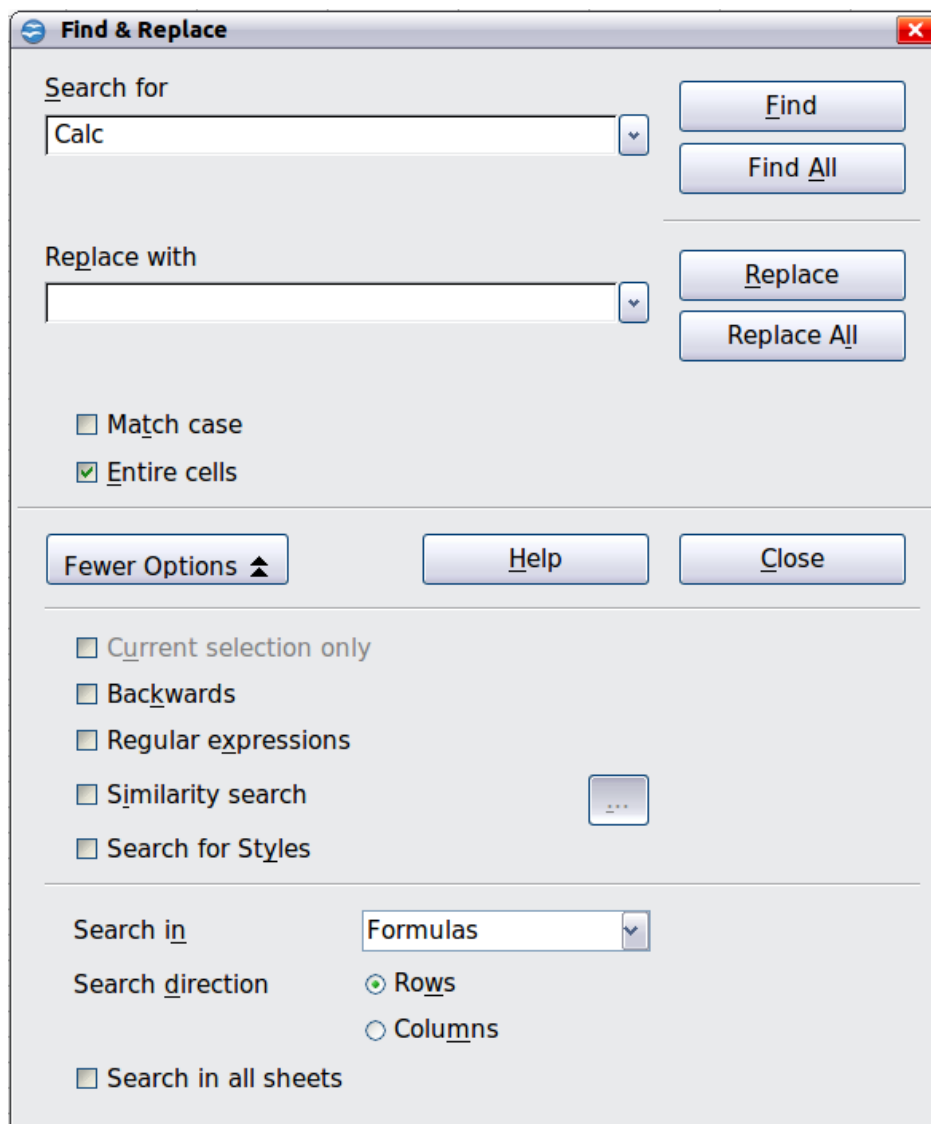 Find & Replace
Search for
Find
Calc
Find All
Replace with
Replace
Replace All
Match case
Entire cells
Fewer Options
Help
Close
Current selection only
Backwards
Regular expressions
Similarity search
...
Search for Styles
Search in
Formulas
Search direction
Rows
Columns
Search in all sheets